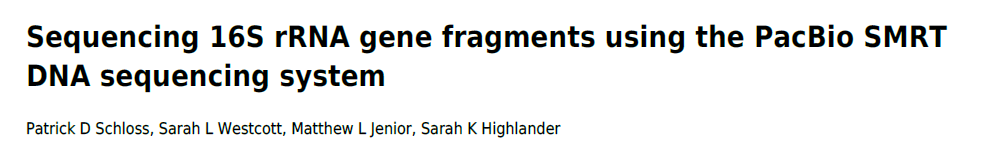 Sequencing 16S rRNA gene fragments using the PacBio SMRT
DNA sequencing system
Patrick D Schloss, Sarah L Westcott, Matthew L Jenior, Sarah K Highlander